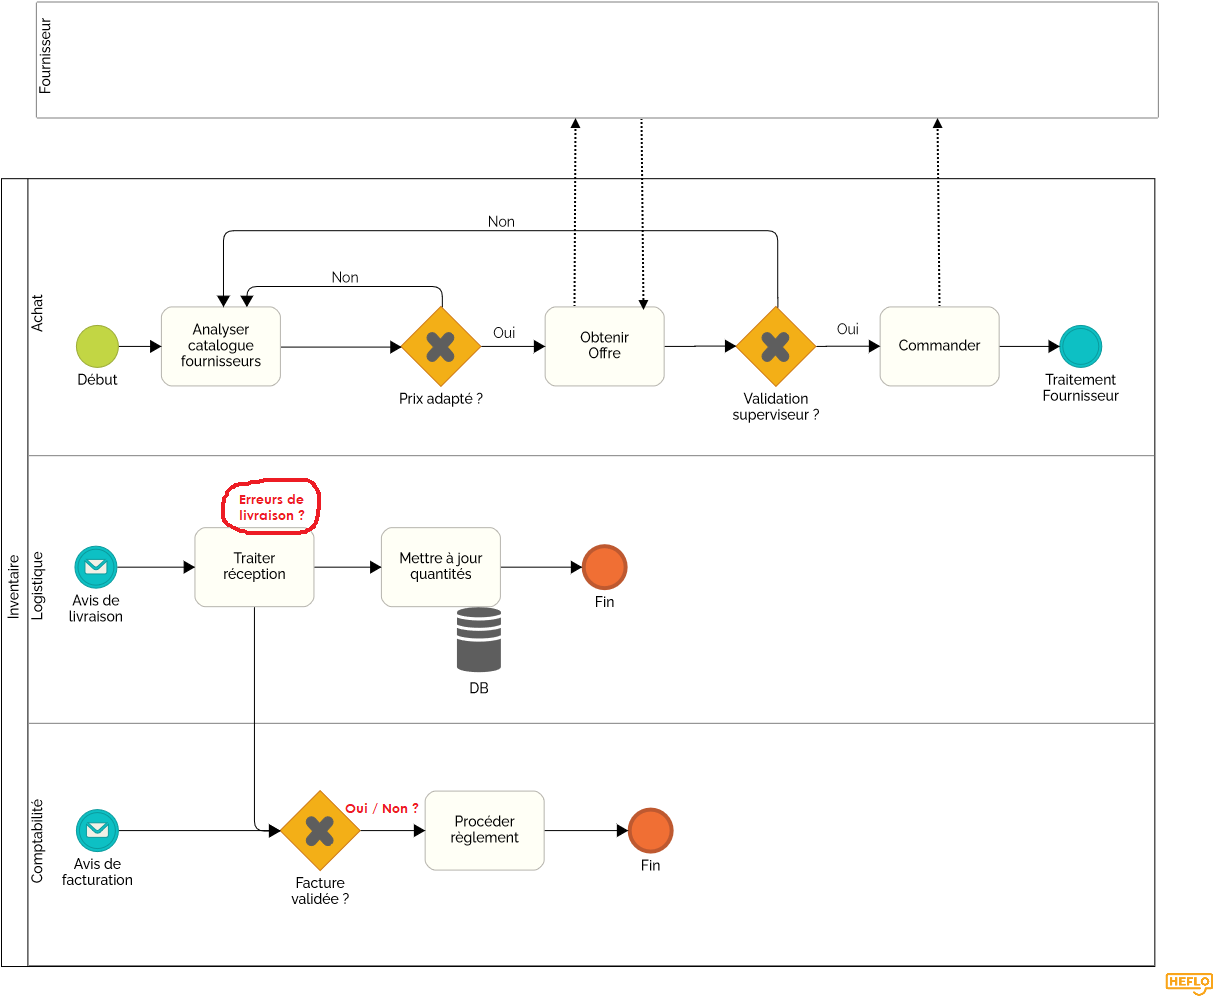 Fournisseur
Inventaire
Achat
Non
Non
Début
Analyser
catalogue
fournisseurs
Prix adapté ?
Oui
Obtenir
Offre
Validation
superviseur ?
Oui
Commander
Traitement
Fournisseur
Logistique
Erreurs de
livraison ?
Avis de
livraison
Traiter
réception
Mettre à jour
quantités
DB
Fin
Comptabilité
Avis de
facturation
Facture
validée ?
Oui / Non ?
Procéder
règlement
Fin
HEFLO